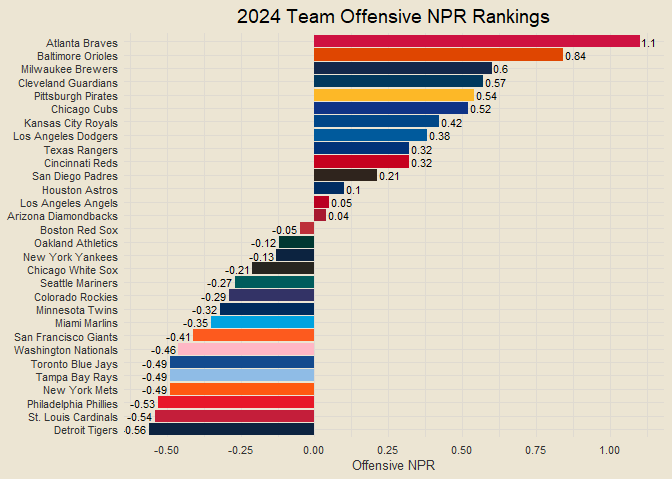 2024 Team Offensive NPR Rankings
Atlanta Braves 1.1
Baltimore Orioles 0.84
Milwaukee Brewers 0.6
Cleveland Guardians 0.57
Pittsburgh Pirates 0.54
Chicago Cubs 0.52
Kansas City Royals 0.42
Los Angeles Dodgers 0.38
Texas Rangers 0.32
Cincinnati Reds 0.32
San Diego Padres 0.21
Houston Astros 0.1
Los Angeles Angels 0.05
Arizona Diamondbacks 0.04
Boston Red Sox -0.05
Oakland Athletics -0.12
New York Yankees -0.13
Chicago White Sox -0.21
Seattle Mariners -0.27
Colorado Rockies -0.29
Minnesota Twins -0.32
Miami Marlins -0.35
San Francisco Giants -0.41
Washington Nationals -0.46
Toronto Blue Jays -0.49
Tampa Bay Rays -0.49
New York Mets -0.49
Philadelphia Phillies -0.53
St. Louis Cardinals -0.54
Detroit Tigers -0.56
-0.50 -0.25 0.00 0.25 0.50 0.75 1.00
Offensive NPR